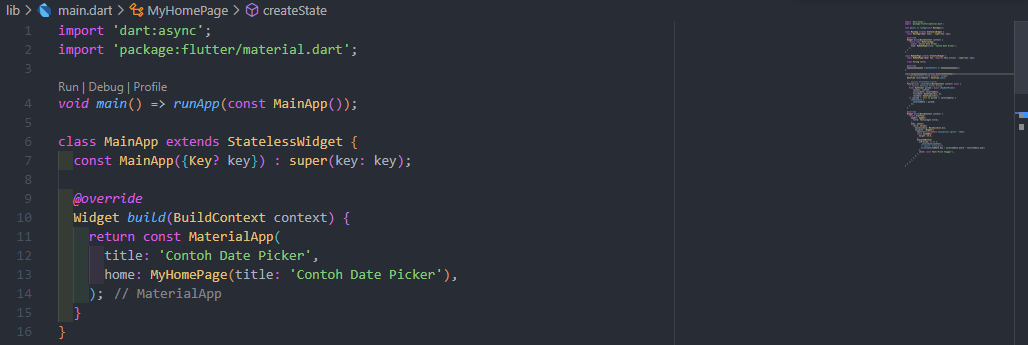 lib > main.dart > MyHomePage > createState
1 import 'dart:async';
2 import 'package:flutter/material.dart';
3
Run | Debug | Profile
4 void main() => runApp(const MainApp());
5
6 class MainApp extends StatelessWidget {
7 const MainApp({Key? key}) : super(key: key);
8
9 @override
10 Widget build(BuildContext context) {
11 return const MaterialApp(
12 title: 'Contoh Date Picker',
13 home: MyHomePage(title: 'Contoh Date Picker'),
14 ); // MaterialApp
15 }
16 }